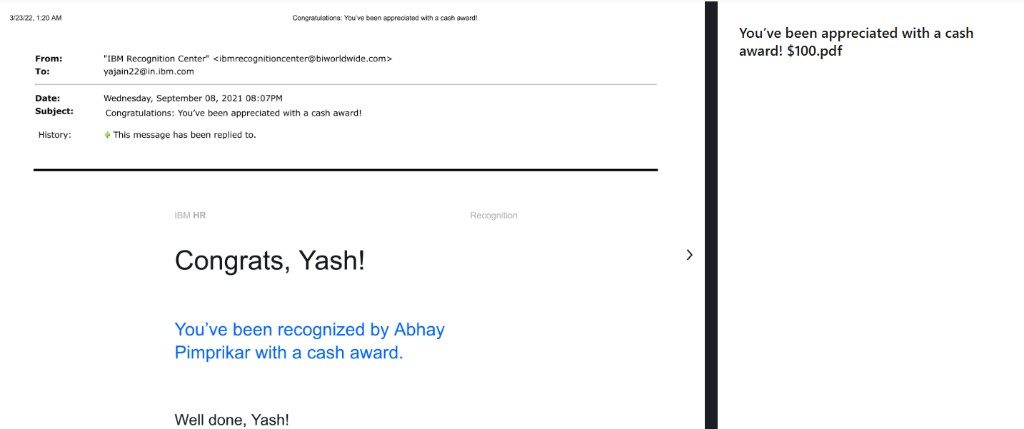 3/23/22, 1:20 AM
Congratulations: You've been appreciated with a cash award!
From: "IBM Recognition Center" <ibmrecognitioncenter@biworldwide.com>
To: yajain22@in.ibm.com
Date: Wednesday, September 08, 2021 08:07PM
Subject: Congratulations: You've been appreciated with a cash award!
History: This message has been replied to.
IBM HR
Recognition
Congrats, Yash!
You've been recognized by Abhay
Pimprikar with a cash award.
Well done, Yash!
You've been appreciated with a cash
award! $100.pdf